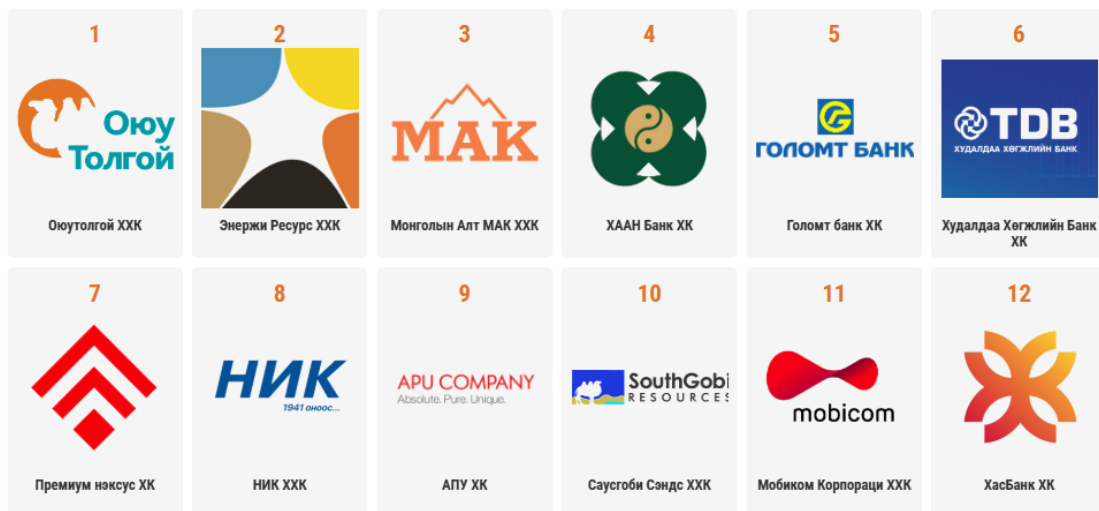 1
2
3
4
5
6
Оюу
Толгой
МАК
ГОЛОМТ БАНК
TDB
ХУДАЛДАА ХӨГЖЛИЙН БАНК
Оюутолгой ХХК
Энержи Ресурс ХХК
Монголын Алт МАК ХХК
ХААН Банк ХК
Голомт банк ХК
Худалдаа Хөгжлийн Банк
ХК
7
8
9
10
11
12
НИК
1941 оноос...
APU COMPANY
Absolute. Pure. Unique.
SouthGobi
RESOURCES
mobicom
Премиум нэксус ХК
НИК ХХК
АПУ ХК
Саусгоби Сэндс ХХК
Мобиком Корпораци ХХК
ХасБанк ХК